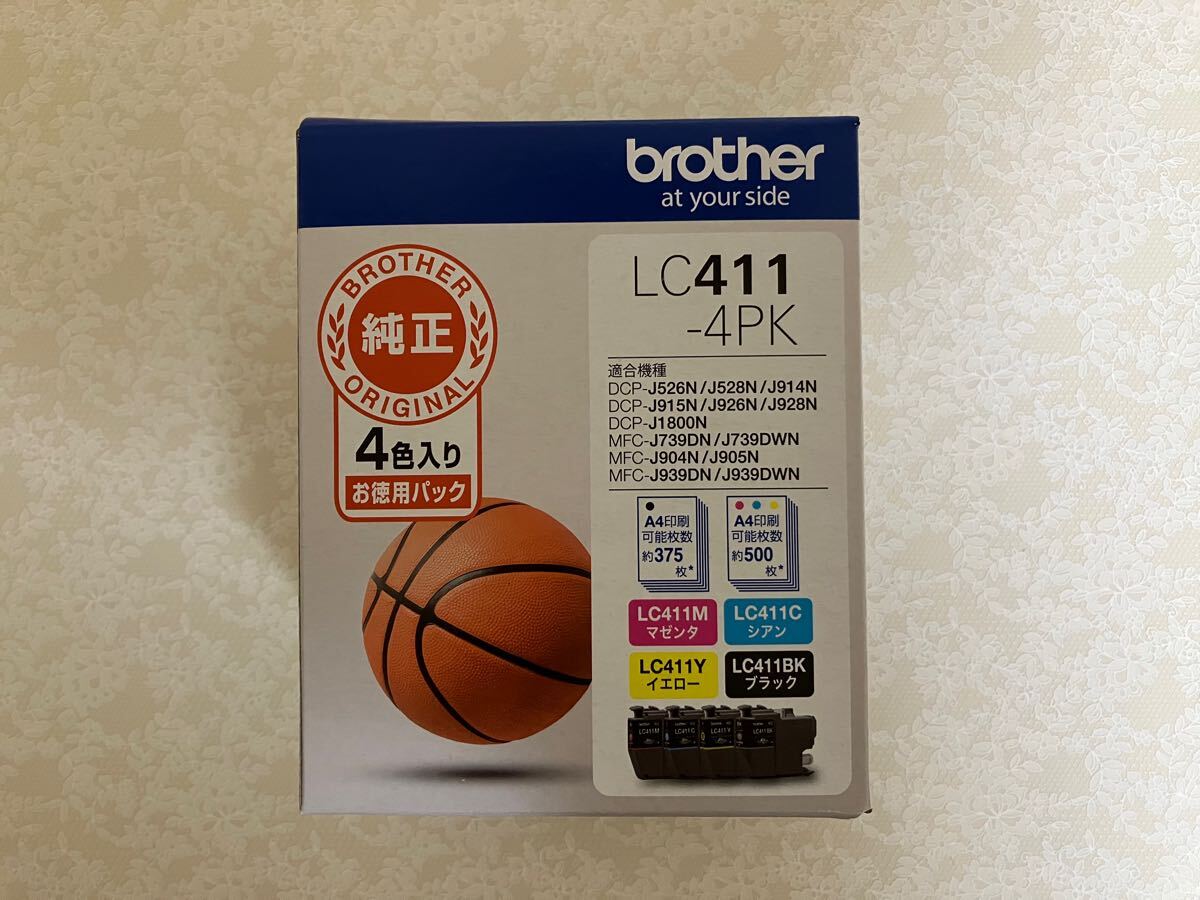 brother
at your side
BROTHER
純正
ORIGINAL
4色入り
お徳用パック
LC411
-4PK
適合機種
DCP-J526N/J528N/J914N
DCP-J915N/J926N/J928N
DCP-J1800N
MFC-J739DN/J739DWN
MFC-J904N/J905N
MFC-J939DN/J939DWN
A4印刷
可能枚数
約375
枚*
A4印刷
可能枚数
約500
枚*
LC411M
マゼンタ
LC411C
シアン
LC411Y
イエロー
LC411BK
ブラック
LC411M
LC411C
LC411Y
LC411BK